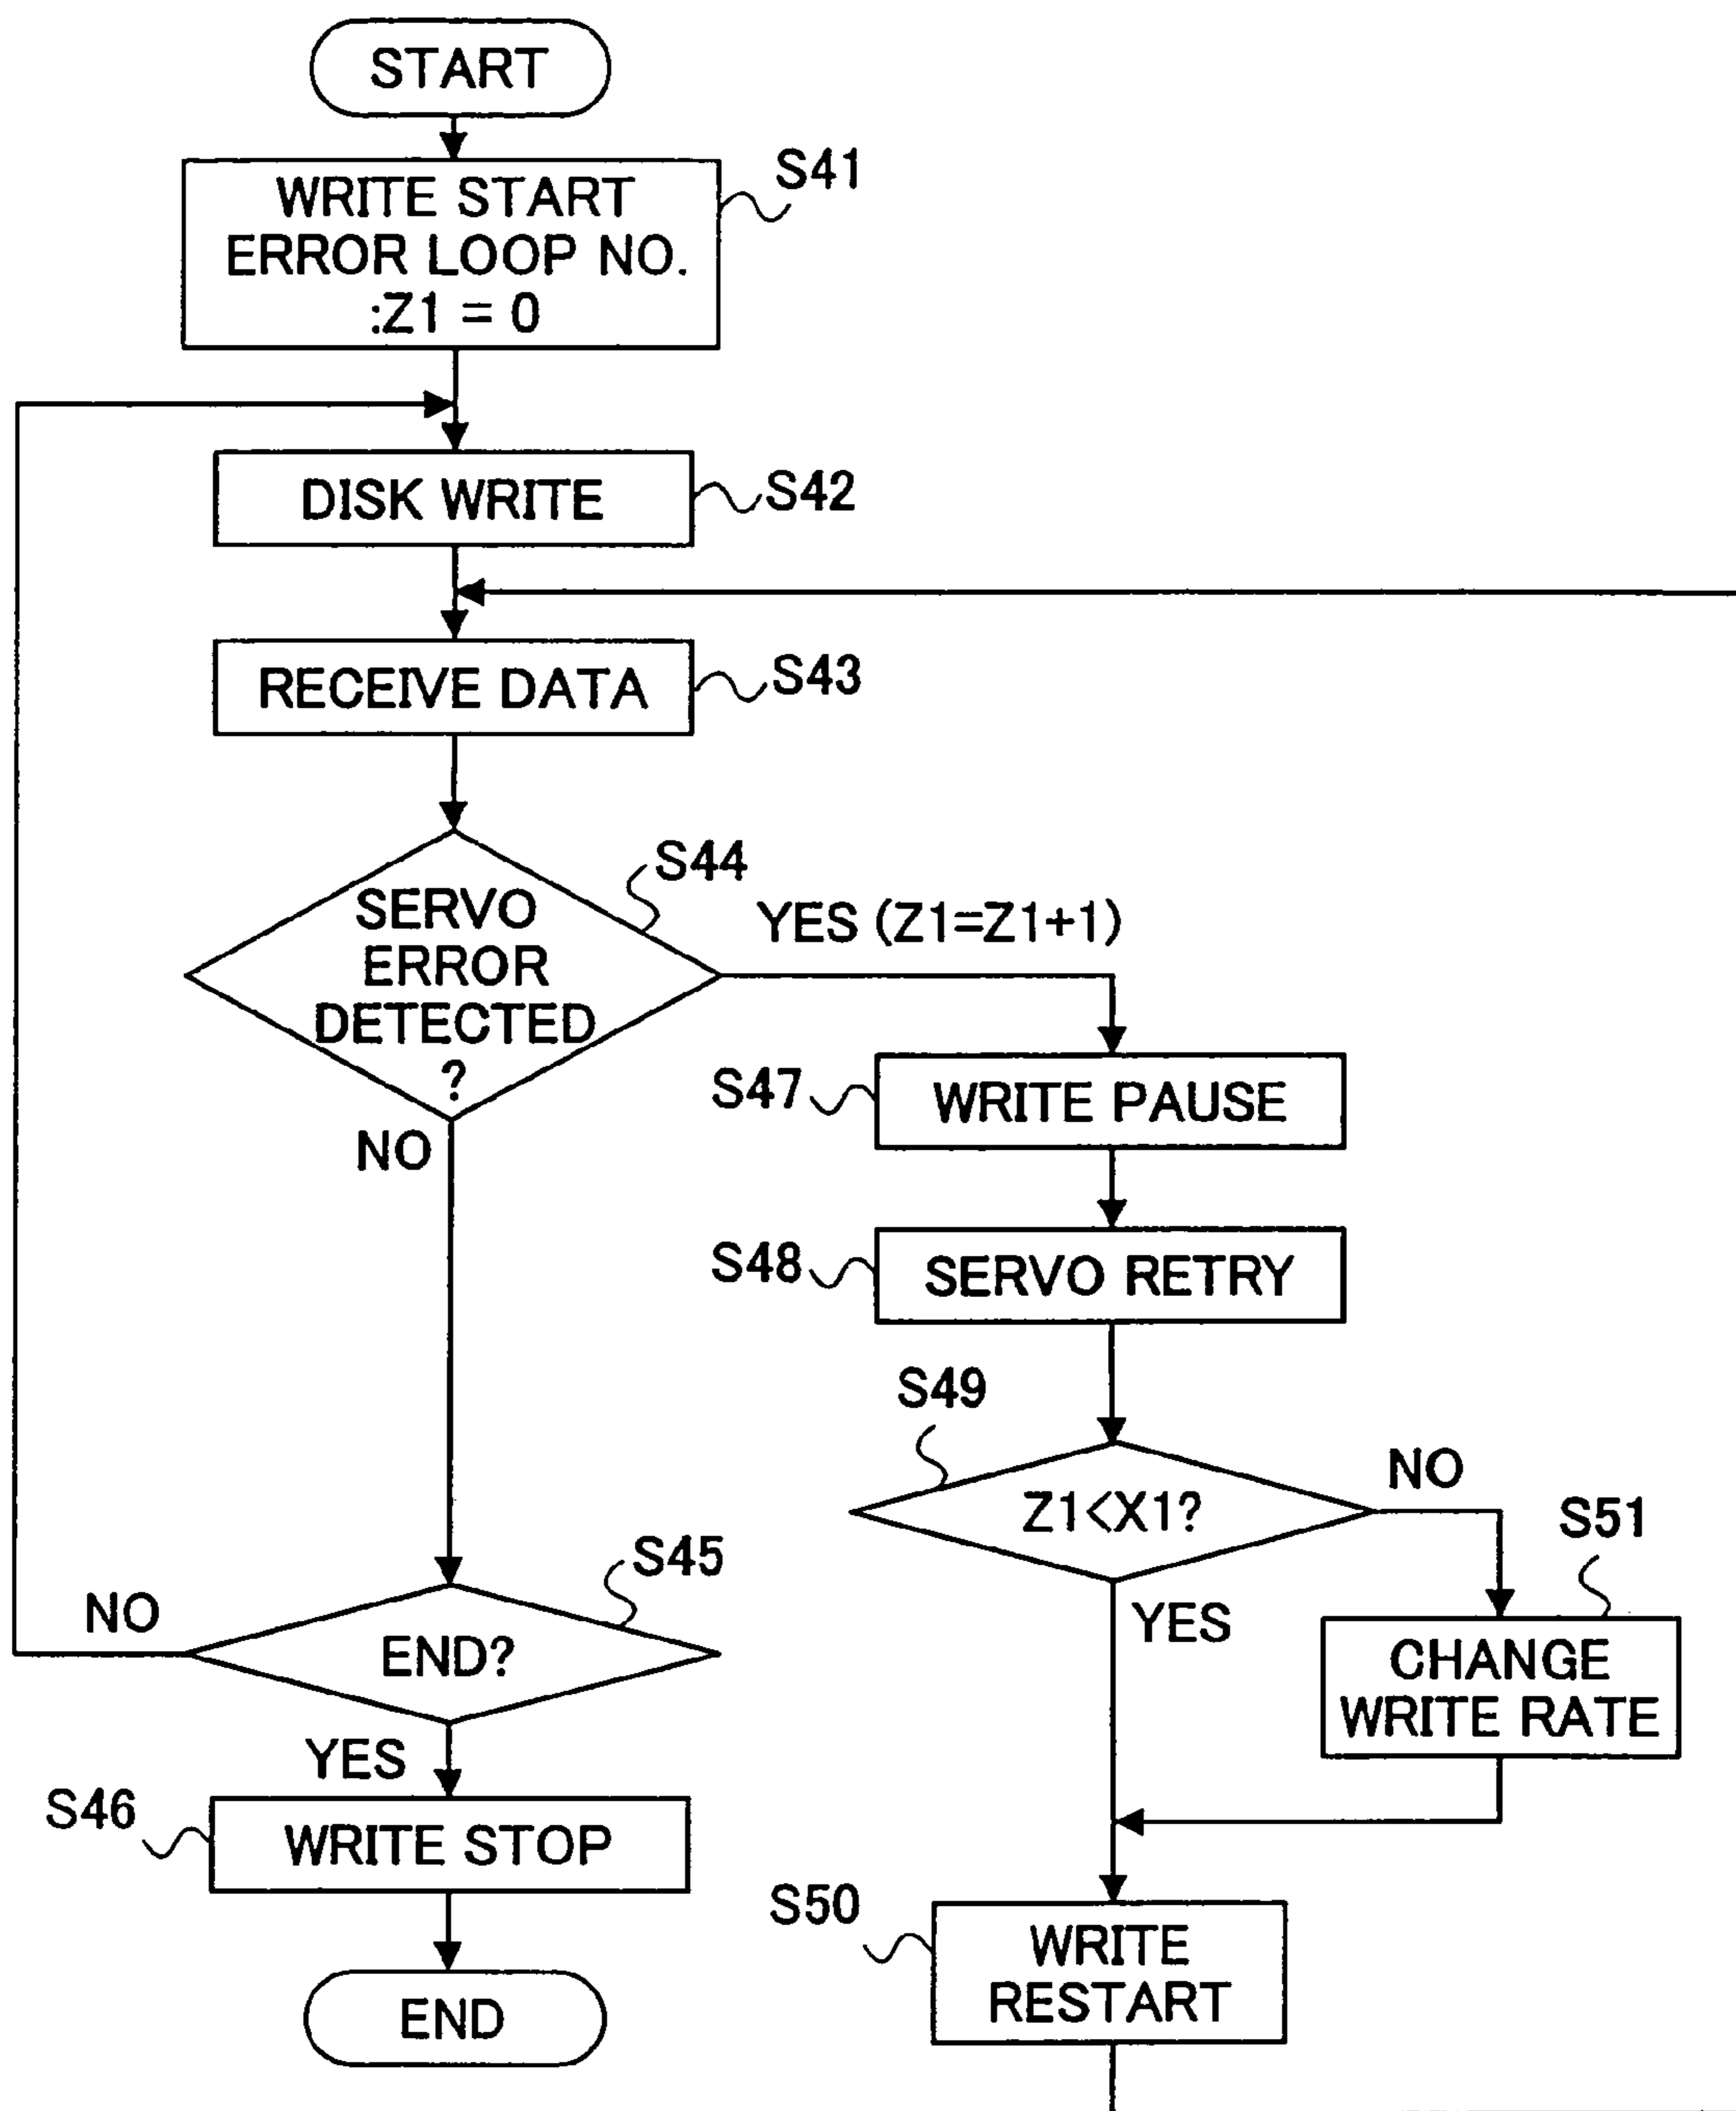 START
S41
WRITE START
ERROR LOOP NO.
:Z1 = 0
DISK WRITE
S42
RECEIVE DATA
S43
S44
SERVO
ERROR
DETECTED
?
YES (Z1=Z1+1)
NO
S47
WRITE PAUSE
S48
SERVO RETRY
S49
Z1<X1?
NO
YES
S51
CHANGE
WRITE RATE
S45
NO
END?
YES
S46
WRITE STOP
END
S50
WRITE
RESTART